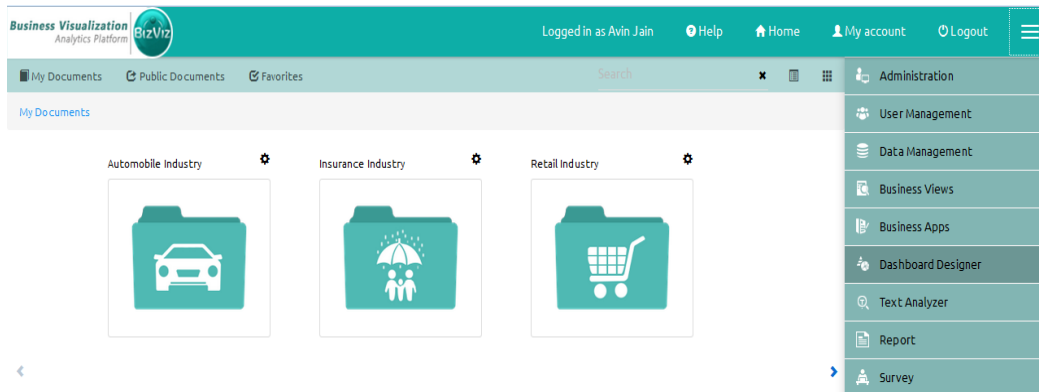 Business Visualization
Analytics Platform
BizViz
Logged in as Avin Jain
Help
Home
My account
Logout
My Documents
Public Documents
Favorites
Search
My Documents
Automobile Industry
Insurance Industry
Retail Industry
Administration
User Management
Data Management
Business Views
Business Apps
Dashboard Designer
Text Analyzer
Report
Survey